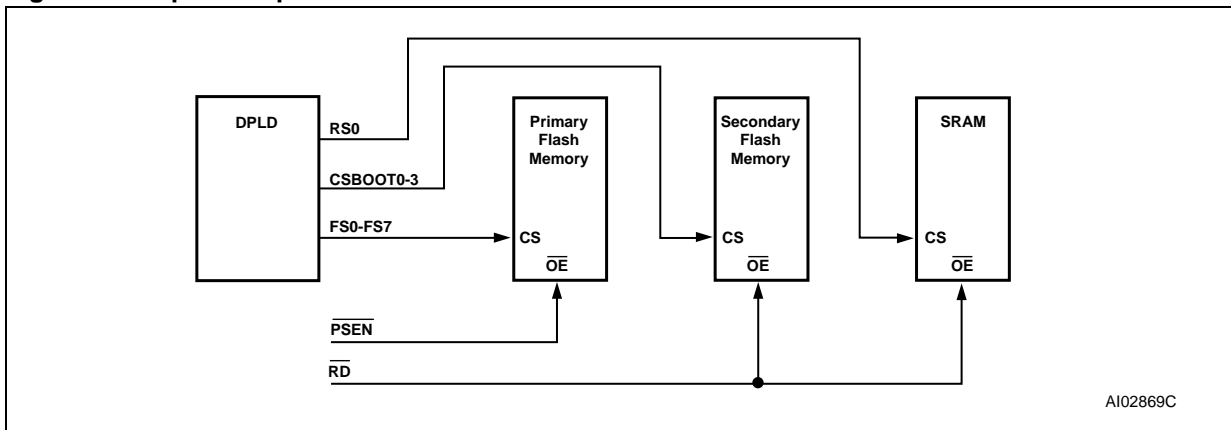 DPLD
RS0
CSBOOT0-3
FS0-FS7
Primary
Flash
Memory
CS
OE
Secondary
Flash
Memory
CS
OE
SRAM
CS
OE
PSEN
RD
AI02869C